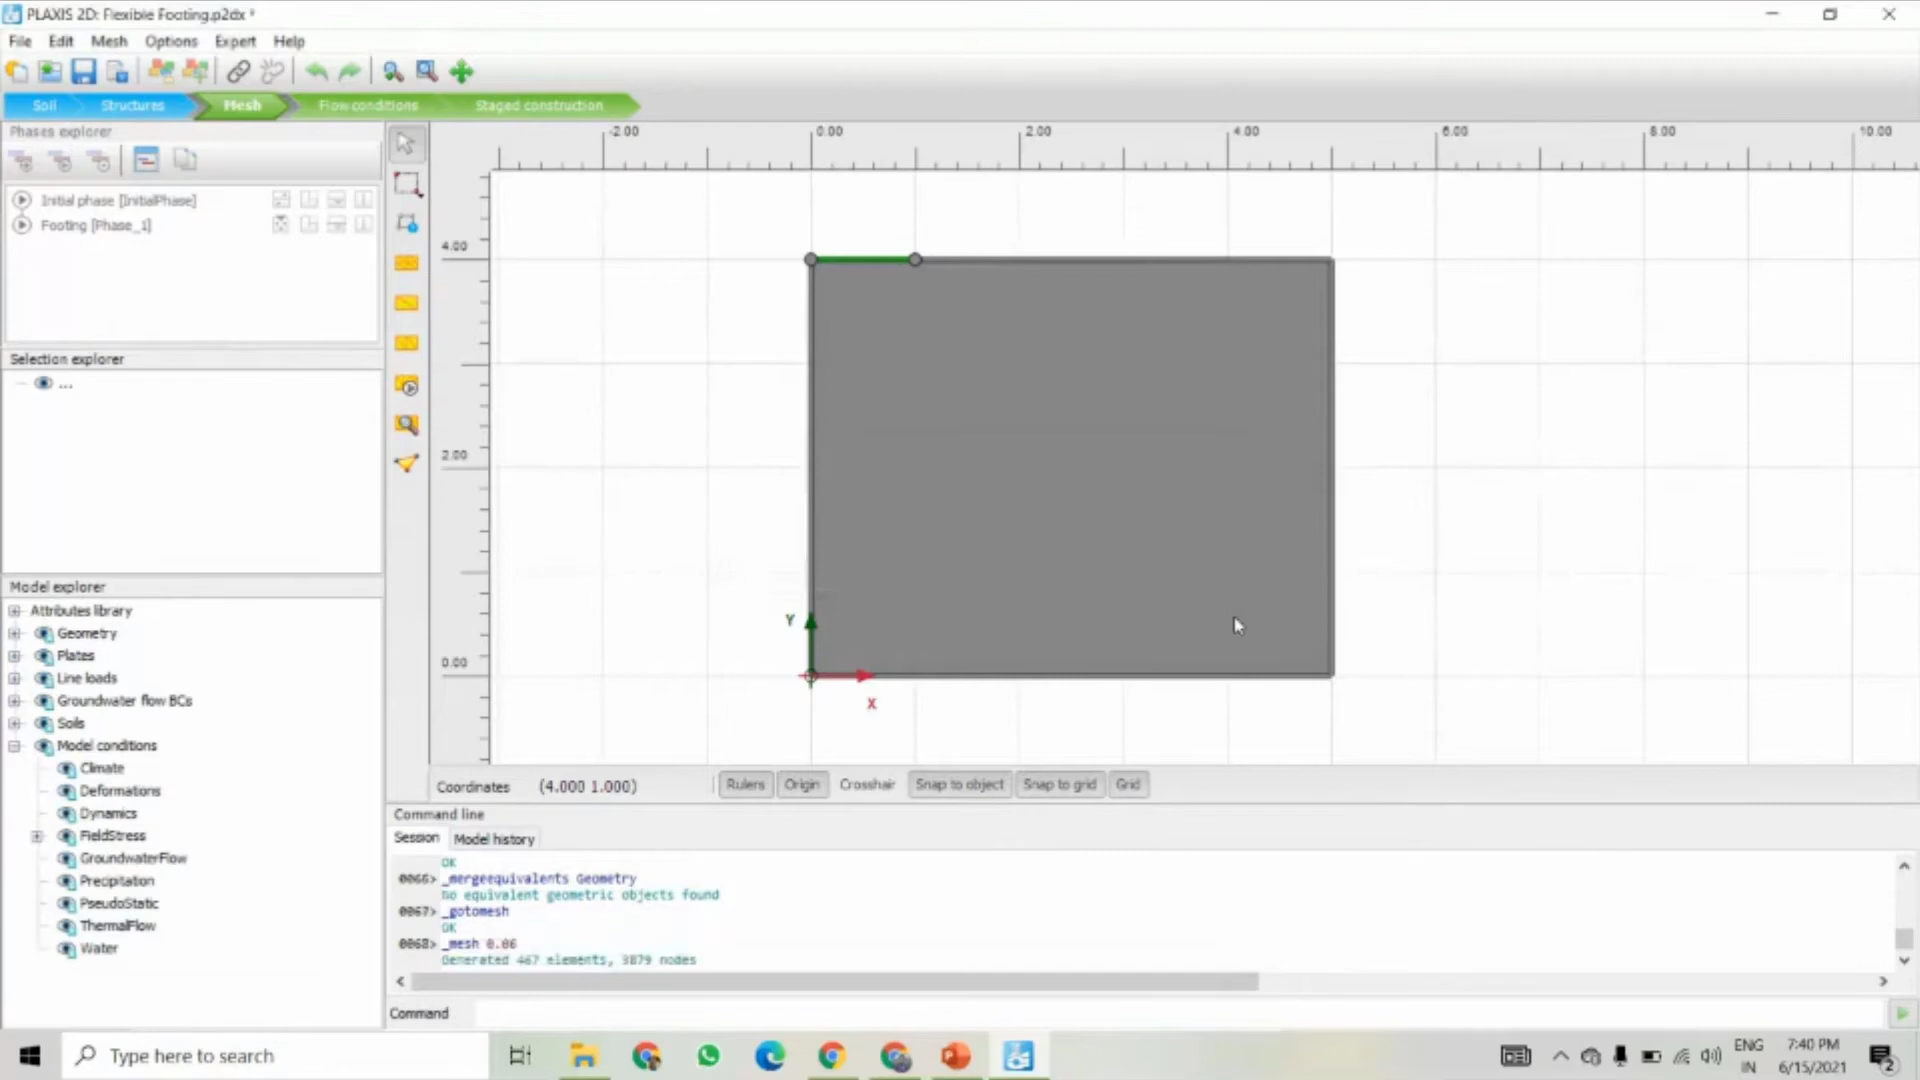 PLAXIS 2D: Flexible Footing.p2dx *
File Edit Mesh Options Expert Help
Soil Structures Mesh Flow conditions Staged construction
Phases explorer
Initial phase [InitialPhase]
Footing [Phase_1]
Selection explorer
...
Model explorer
Attributes library
Geometry
Plates
Line loads
Groundwater flow BCs
Soils
Model conditions
Climate
Deformations
Dynamics
FieldStress
GroundwaterFlow
Precipitation
PseudoStatic
ThermalFlow
Water
-2.00 0.00 2.00 4.00 6.00 8.00 10.00
4.00
2.00
0.00
Y
X
Coordinates (4.000 1.000) Rulers Origin Crosshair Snap to object Snap to grid Grid
Command line
Session Model history
OK
0066> _mergeequivalents Geometry
No equivalent geometric objects found
0067> _gotomesh
OK
0068> _mesh 0.06
Generated 467 elements, 3879 nodes
Command
Type here to search
ENG
IN
7:40 PM
6/15/2021
2